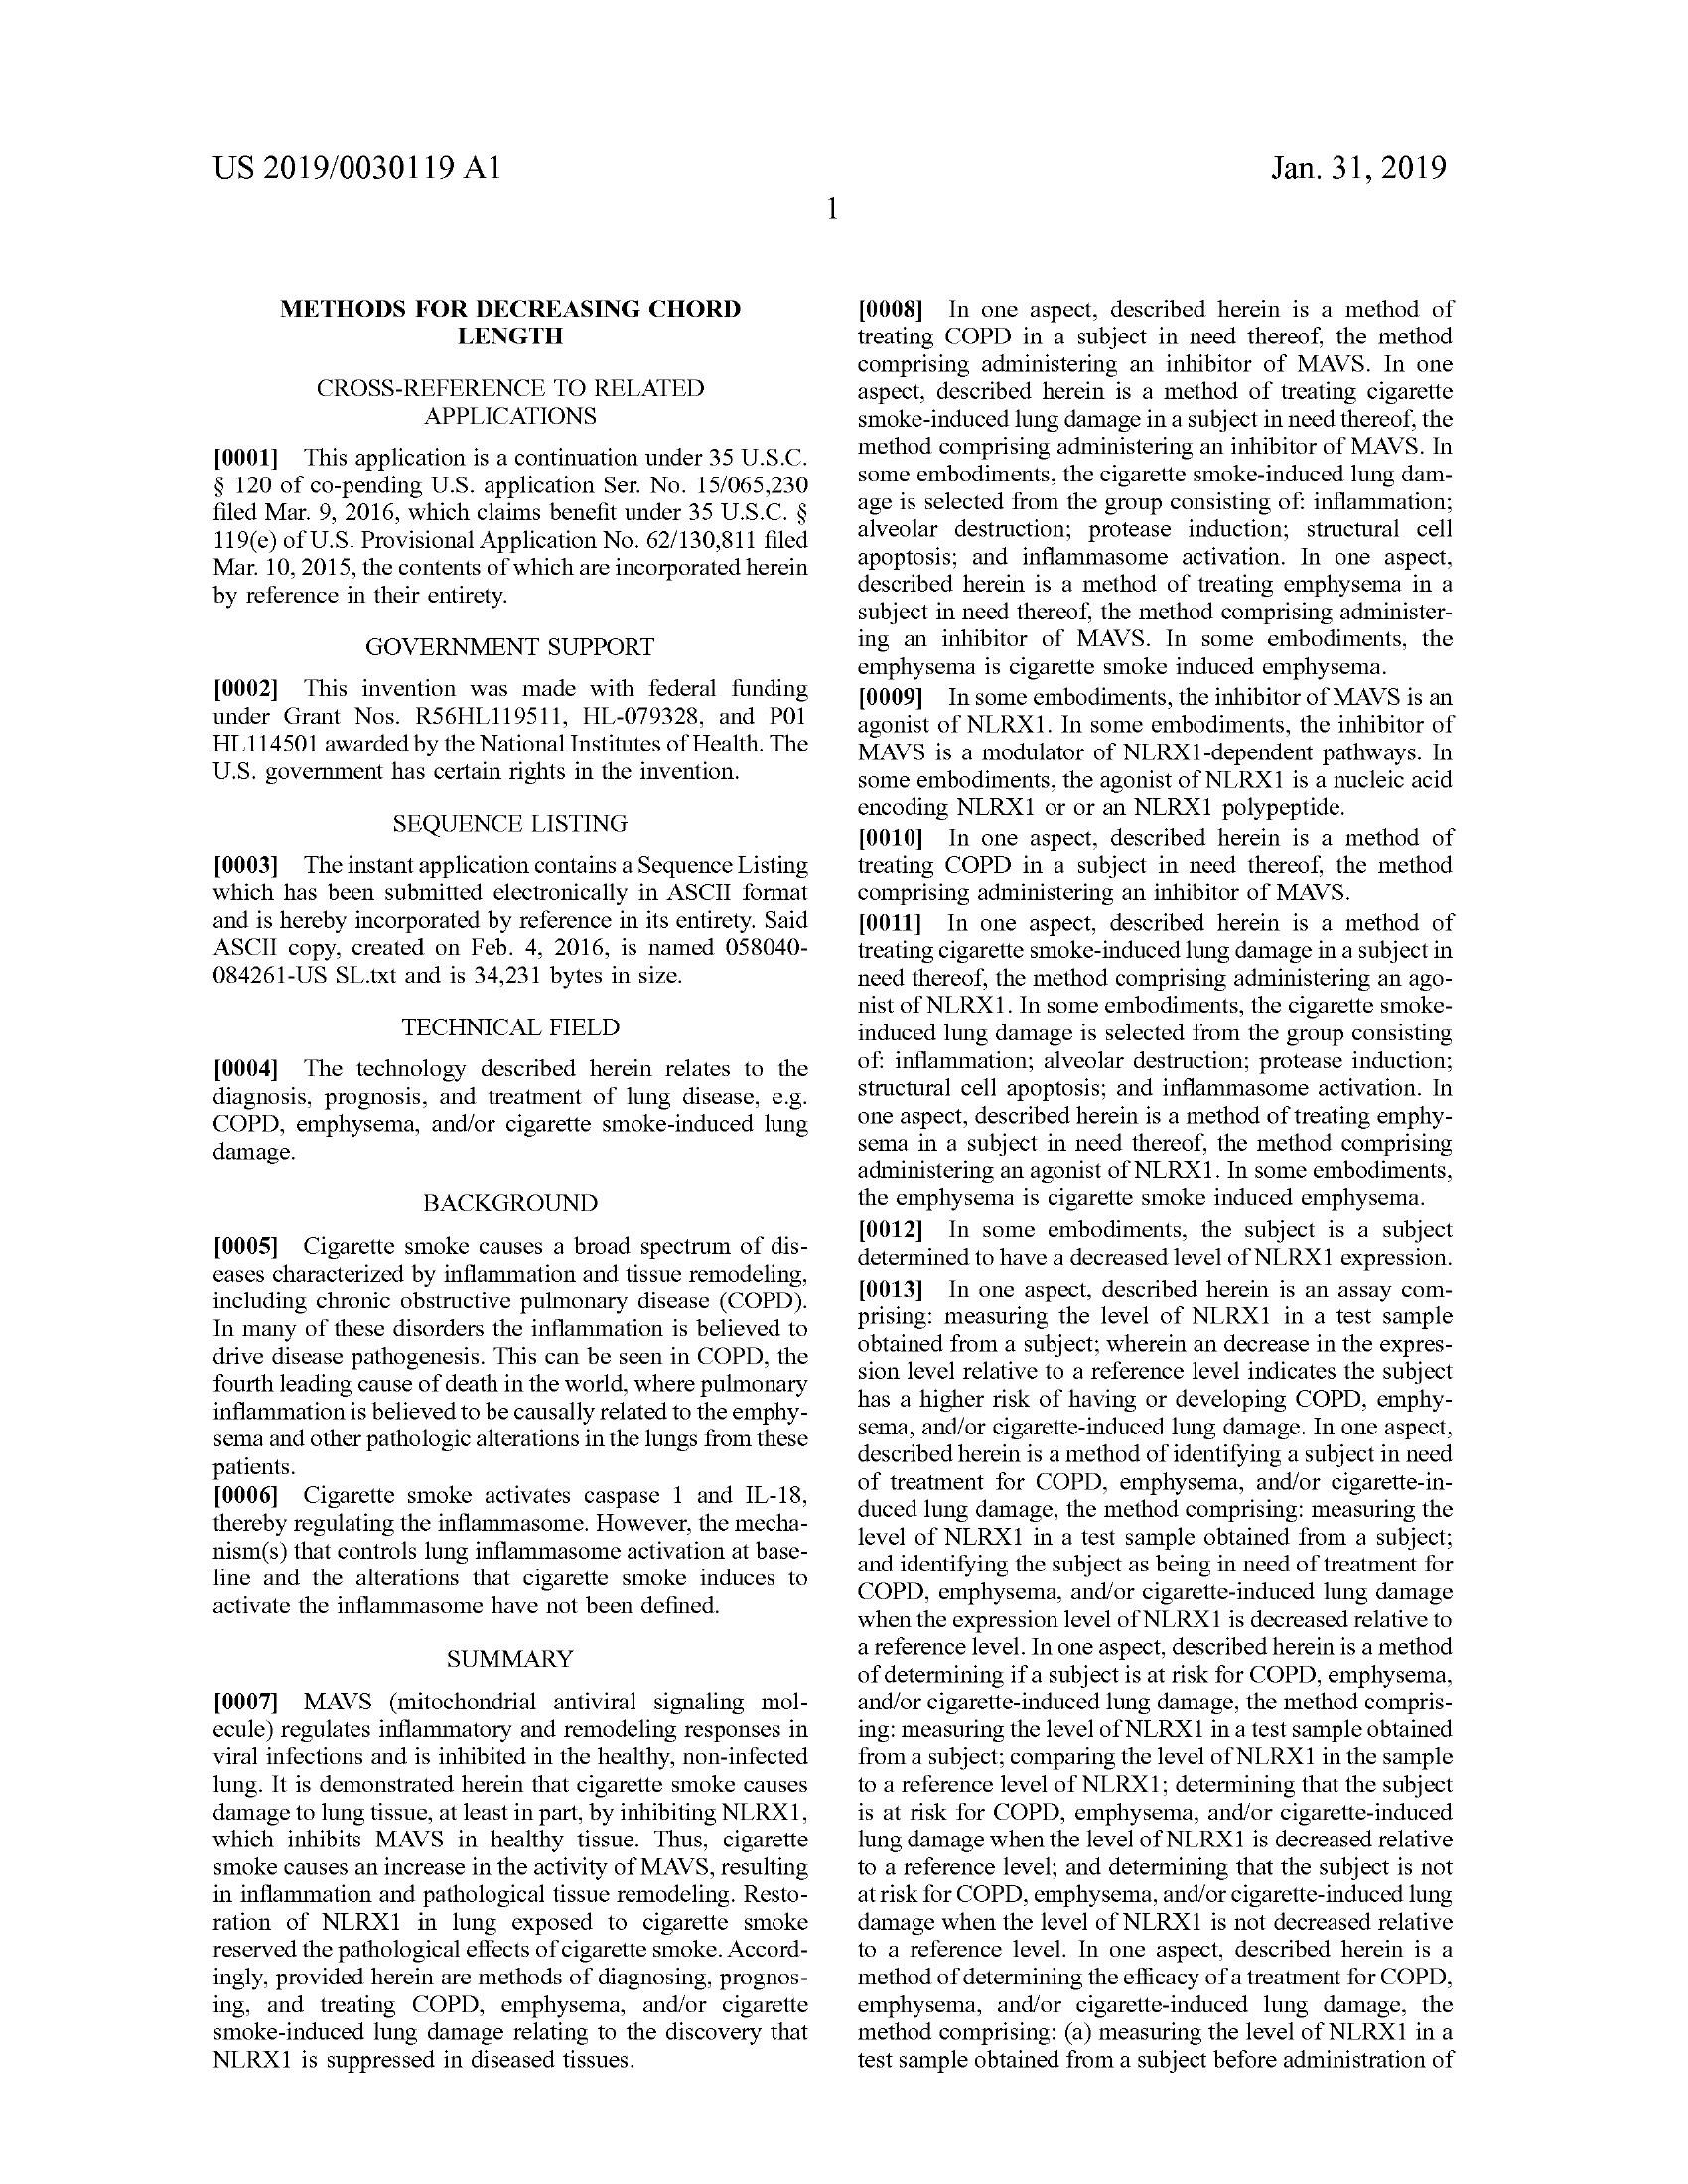 US 2019/0030119 A1
Jan. 31, 2019
1
METHODS FOR DECREASING CHORD
LENGTH
CROSS-REFERENCE TO RELATED
APPLICATIONS
[0001] This application is a continuation under 35 U.S.C.
§ 120 of co-pending U.S. application Ser. No. 15/065,230
filed Mar. 9, 2016, which claims benefit under 35 U.S.C. §
119(e) of U.S. Provisional Application No. 62/130,811 filed
Mar. 10, 2015, the contents of which are incorporated herein
by reference in their entirety.
GOVERNMENT SUPPORT
[0002] This invention was made with federal funding
under Grant Nos. R56HL119511, HL-079328, and P01
HL114501 awarded by the National Institutes of Health. The
U.S. government has certain rights in the invention.
SEQUENCE LISTING
[0003] The instant application contains a Sequence Listing
which has been submitted electronically in ASCII format
and is hereby incorporated by reference in its entirety. Said
ASCII copy, created on Feb. 4, 2016, is named 058040-
084261-US SL.txt and is 34,231 bytes in size.
TECHNICAL FIELD
[0004] The technology described herein relates to the
diagnosis, prognosis, and treatment of lung disease, e.g.
COPD, emphysema, and/or cigarette smoke-induced lung
damage.
BACKGROUND
[0005] Cigarette smoke causes a broad spectrum of dis-
eases characterized by inflammation and tissue remodeling,
including chronic obstructive pulmonary disease (COPD).
In many of these disorders the inflammation is believed to
drive disease pathogenesis. This can be seen in COPD, the
fourth leading cause of death in the world, where pulmonary
inflammation is believed to be causally related to the emphy-
sema and other pathologic alterations in the lungs from these
patients.
[0006] Cigarette smoke activates caspase 1 and IL-18,
thereby regulating the inflammasome. However, the mecha-
nism(s) that controls lung inflammasome activation at base-
line and the alterations that cigarette smoke induces to
activate the inflammasome have not been defined.
SUMMARY
[0007] MAVS (mitochondrial antiviral signaling mol-
ecule) regulates inflammatory and remodeling responses in
viral infections and is inhibited in the healthy, non-infected
lung. It is demonstrated herein that cigarette smoke causes
damage to lung tissue, at least in part, by inhibiting NLRX1,
which inhibits MAVS in healthy tissue. Thus, cigarette
smoke causes an increase in the activity of MAVS, resulting
in inflammation and pathological tissue remodeling. Resto-
ration of NLRX1 in lung exposed to cigarette smoke
reserved the pathological effects of cigarette smoke. Accord-
ingly, provided herein are methods of diagnosing, prognos-
ing, and treating COPD, emphysema, and/or cigarette
smoke-induced lung damage relating to the discovery that
NLRX1 is suppressed in diseased tissues.
[0008] In one aspect, described herein is a method of
treating COPD in a subject in need thereof, the method
comprising administering an inhibitor of MAVS. In one
aspect, described herein is a method of treating cigarette
smoke-induced lung damage in a subject in need thereof, the
method comprising administering an inhibitor of MAVS. In
some embodiments, the cigarette smoke-induced lung dam-
age is selected from the group consisting of: inflammation;
alveolar destruction; protease induction; structural cell
apoptosis; and inflammasome activation. In one aspect,
described herein is a method of treating emphysema in a
subject in need thereof, the method comprising administer-
ing an inhibitor of MAVS. In some embodiments, the
emphysema is cigarette smoke induced emphysema.
[0009] In some embodiments, the inhibitor of MAVS is an
agonist of NLRX1. In some embodiments, the inhibitor of
MAVS is a modulator of NLRX1-dependent pathways. In
some embodiments, the agonist of NLRX1 is a nucleic acid
encoding NLRX1 or or an NLRX1 polypeptide.
[0010] In one aspect, described herein is a method of
treating COPD in a subject in need thereof, the method
comprising administering an inhibitor of MAVS.
[0011] In one aspect, described herein is a method of
treating cigarette smoke-induced lung damage in a subject in
need thereof, the method comprising administering an ago-
nist of NLRX1. In some embodiments, the cigarette smoke-
induced lung damage is selected from the group consisting
of: inflammation; alveolar destruction; protease induction;
structural cell apoptosis; and inflammasome activation. In
one aspect, described herein is a method of treating emphy-
sema in a subject in need thereof, the method comprising
administering an agonist of NLRX1. In some embodiments,
the emphysema is cigarette smoke induced emphysema.
[0012] In some embodiments, the subject is a subject
determined to have a decreased level of NLRX1 expression.
[0013] In one aspect, described herein is an assay com-
prising: measuring the level of NLRX1 in a test sample
obtained from a subject; wherein an decrease in the expres-
sion level relative to a reference level indicates the subject
has a higher risk of having or developing COPD, emphy-
sema, and/or cigarette-induced lung damage. In one aspect,
described herein is a method of identifying a subject in need
of treatment for COPD, emphysema, and/or cigarette-in-
duced lung damage, the method comprising: measuring the
level of NLRX1 in a test sample obtained from a subject;
and identifying the subject as being in need of treatment for
COPD, emphysema, and/or cigarette-induced lung damage
when the expression level of NLRX1 is decreased relative to
a reference level. In one aspect, described herein is a method
of determining if a subject is at risk for COPD, emphysema,
and/or cigarette-induced lung damage, the method compris-
ing: measuring the level of NLRX1 in a test sample obtained
from a subject; comparing the level of NLRX1 in the sample
to a reference level of NLRX1; determining that the subject
is at risk for COPD, emphysema, and/or cigarette-induced
lung damage when the level of NLRX1 is decreased relative
to a reference level; and determining that the subject is not
at risk for COPD, emphysema, and/or cigarette-induced lung
damage when the level of NLRX1 is not decreased relative
to a reference level. In one aspect, described herein is a
method of determining the efficacy of a treatment for COPD,
emphysema, and/or cigarette-induced lung damage, the
method comprising: (a) measuring the level of NLRX1 in a
test sample obtained from a subject before administration of